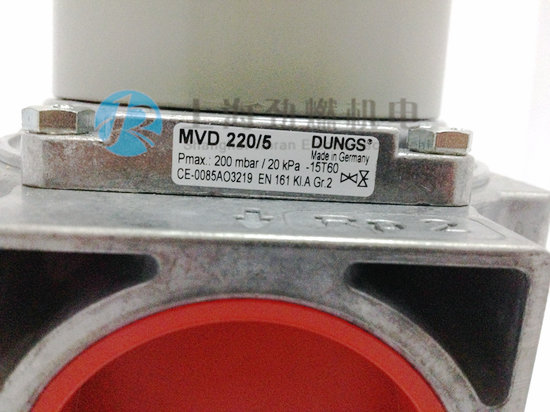 上海劲燃机电
MVD 220/5 DUNGS®
Made in Germany
Pmax.: 200 mbar / 20 kPa -15T60
CE-0085AO3219 EN 161 Kl.A Gr.2
Rp2